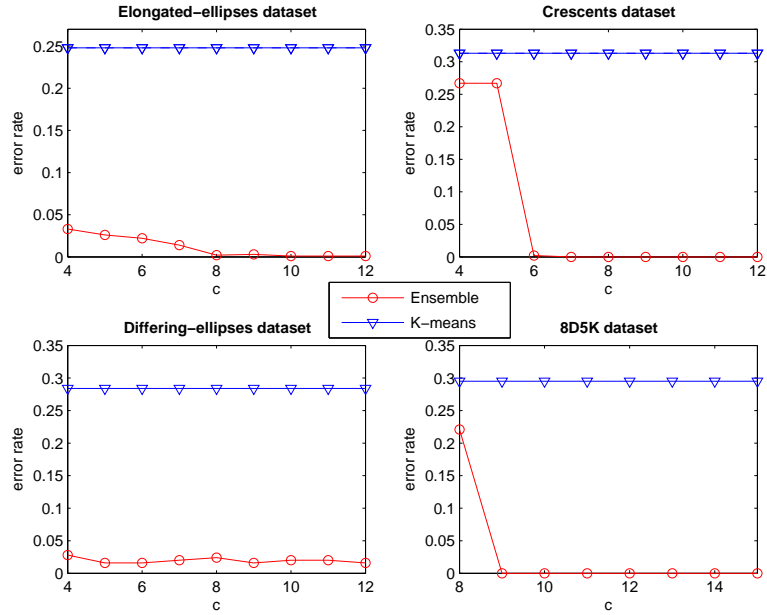 Elongated−ellipses dataset
0.25
0.2
0.15
0.1
0.05
0
4 6 8 10 12
error rate
c
Crescents dataset
0.35
0.3
0.25
0.2
0.15
0.1
0.05
0
4 6 8 10 12
error rate
c
Ensemble
K−means
Differing−ellipses dataset
0.35
0.3
0.25
0.2
0.15
0.1
0.05
0
4 6 8 10 12
error rate
c
8D5K dataset
0.35
0.3
0.25
0.2
0.15
0.1
0.05
0
8 10 12 14
error rate
c